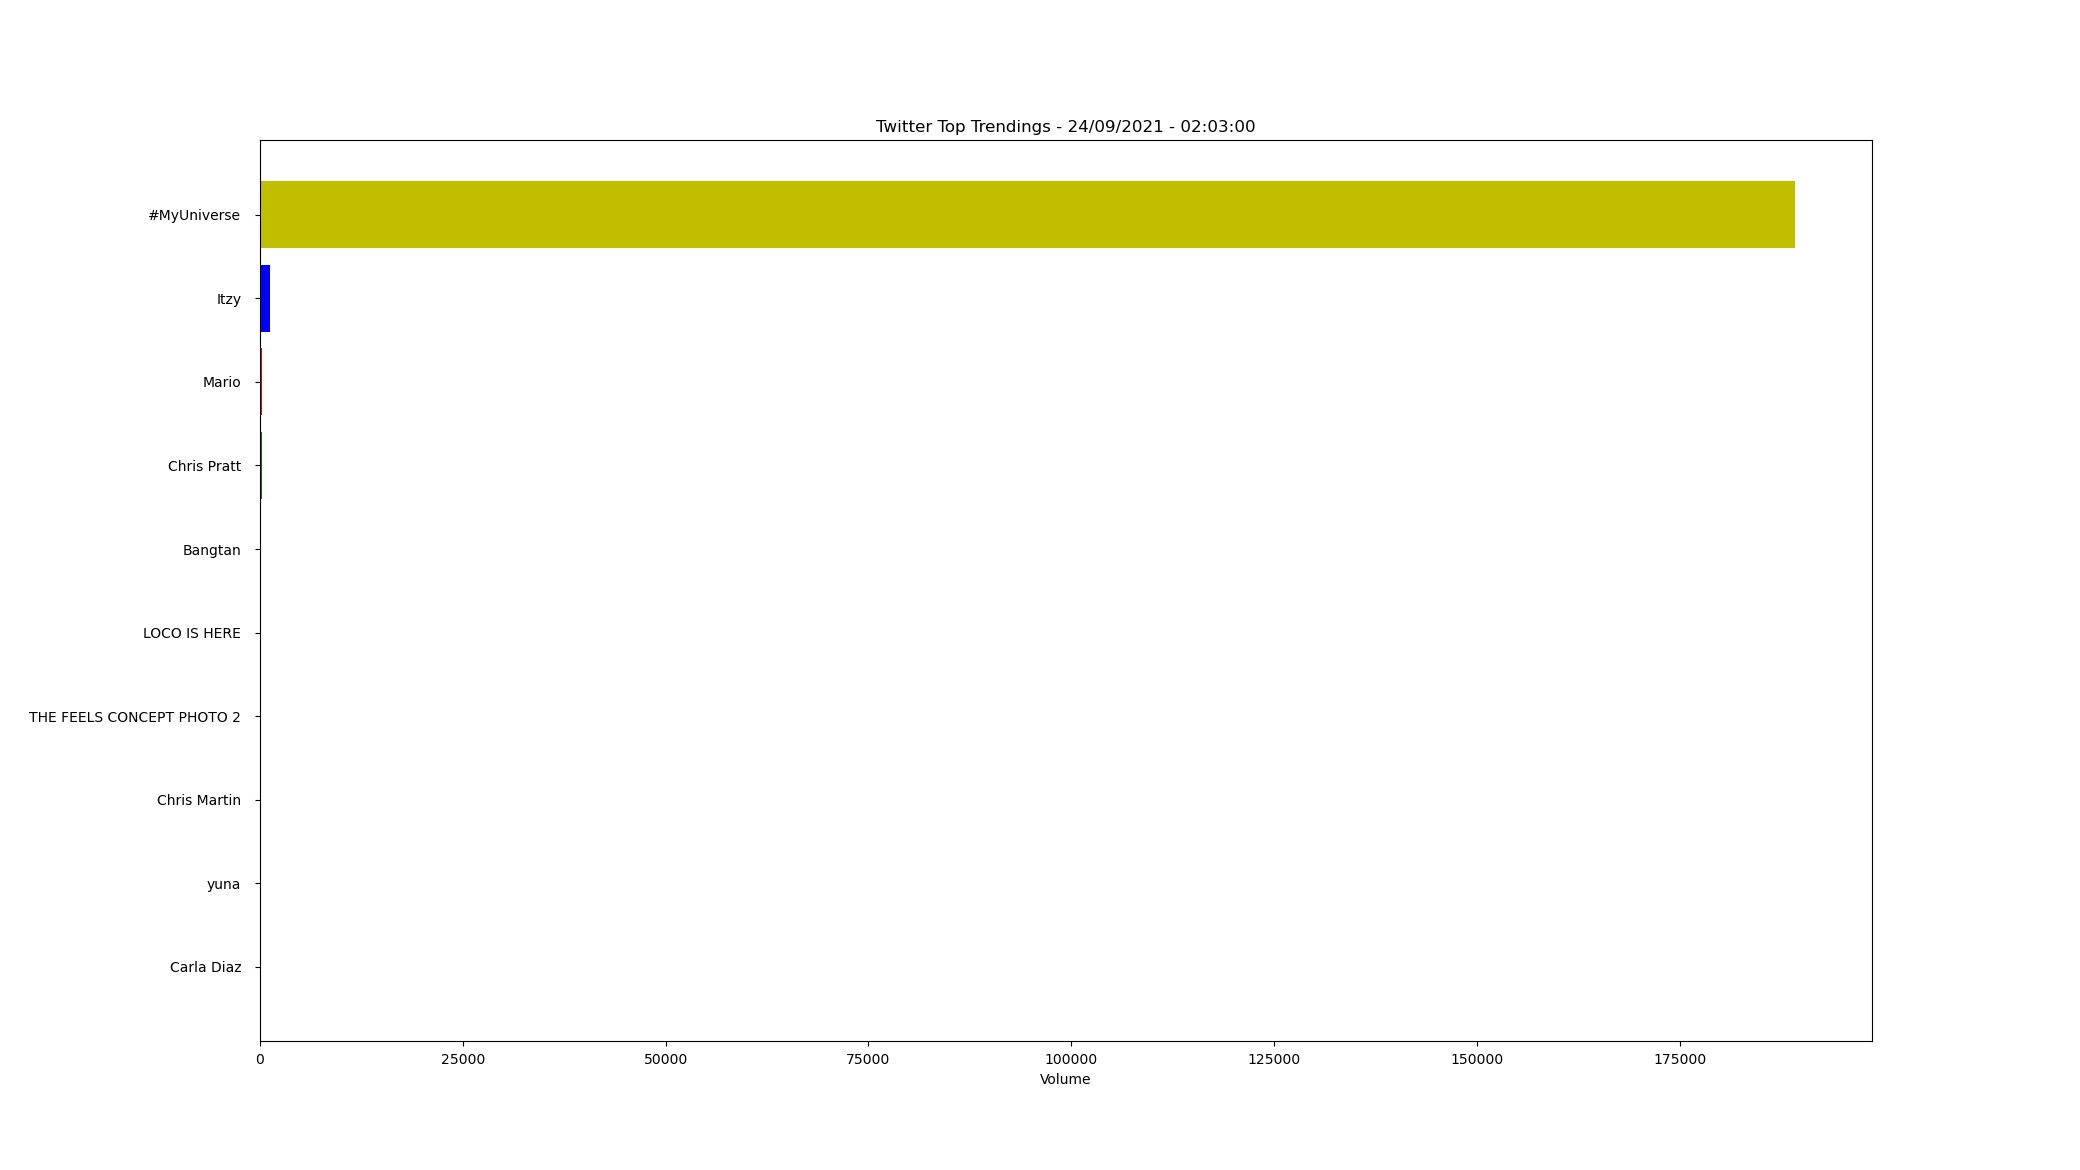 Twitter Top Trendings - 24/09/2021 - 02:03:00
#MyUniverse
Itzy
Mario
Chris Pratt
Bangtan
LOCO IS HERE
THE FEELS CONCEPT PHOTO 2
Chris Martin
yuna
Carla Diaz
0 25000 50000 75000 100000 125000 150000 175000
Volume